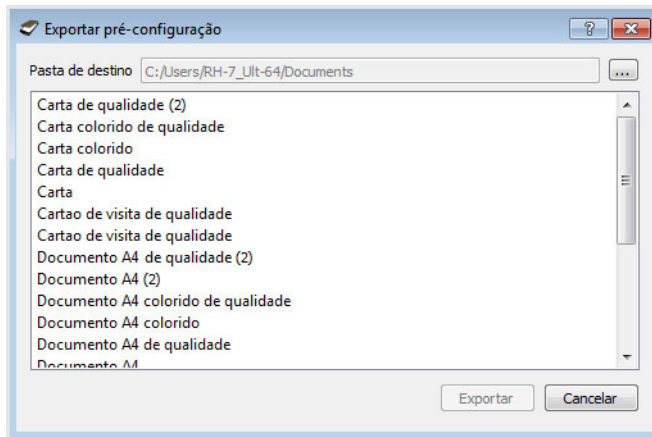 Exportar pré-configuração
Pasta de destino C:/Users/RH-7_Ult-64/Documents ...
Carta de qualidade (2)
Carta colorido de qualidade
Carta colorido
Carta de qualidade
Carta
Cartao de visita de qualidade
Cartao de visita de qualidade
Documento A4 de qualidade (2)
Documento A4 (2)
Documento A4 colorido de qualidade
Documento A4 colorido
Documento A4 de qualidade
Documento A4
Exportar Cancelar